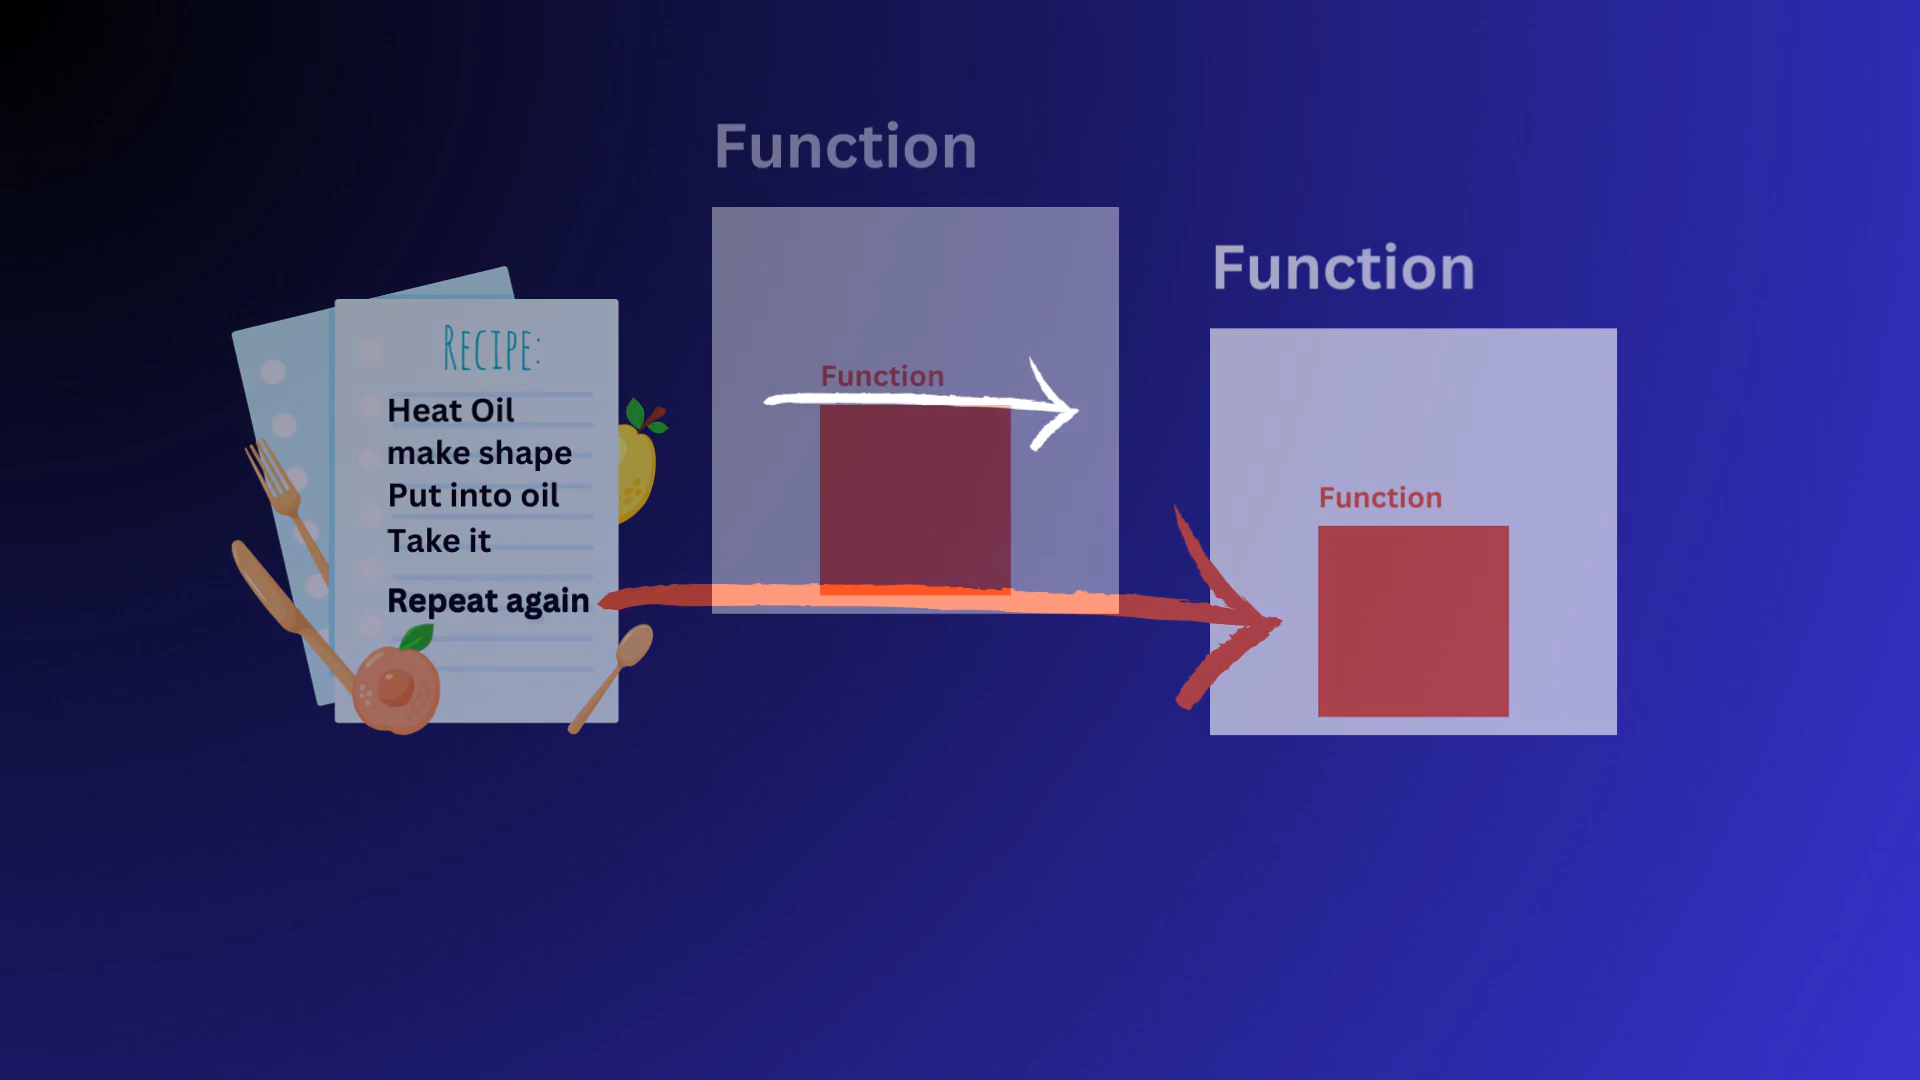 Function
Function
RECIPE:
Heat Oil
make shape
Put into oil
Take it
Repeat again
Function
Function